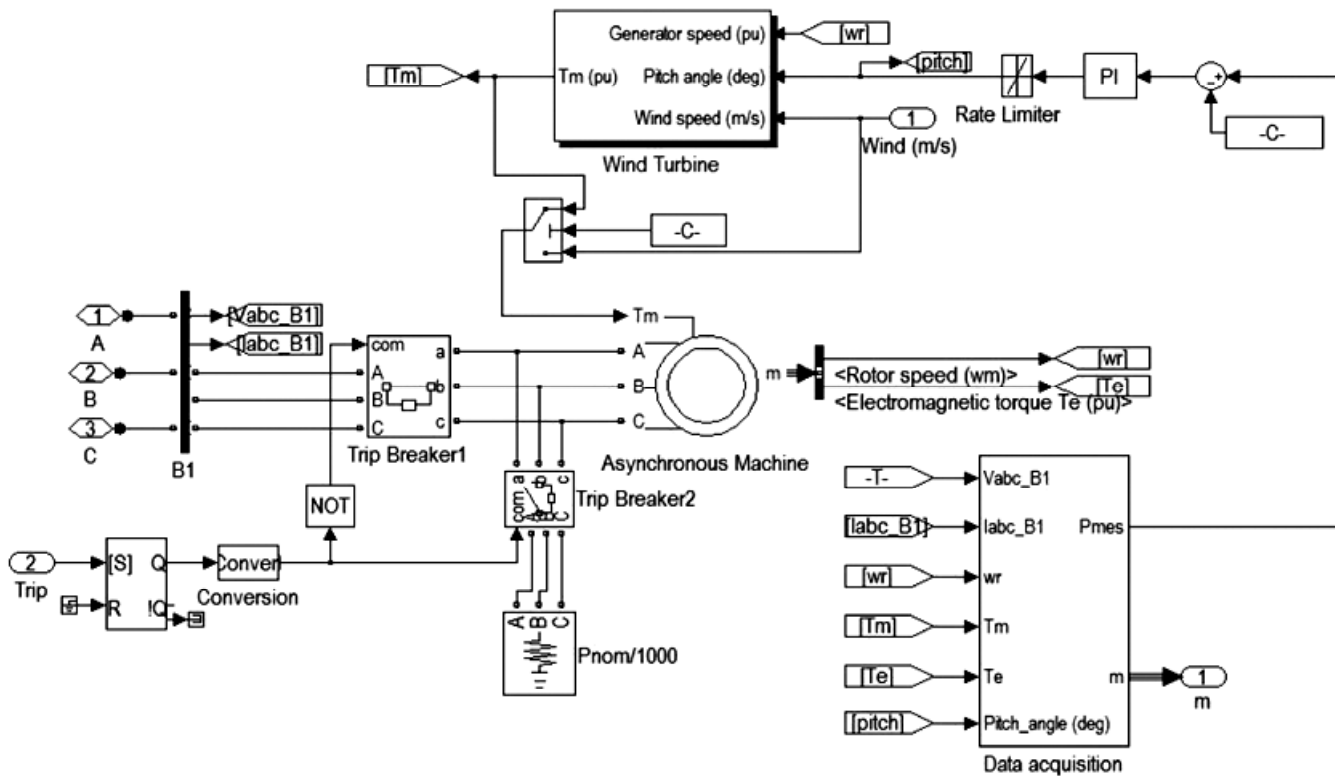 Generator speed (pu)
[wr]
[Tm]
Tm (pu)
Pitch angle (deg)
[pitch]
PI
-+
Rate Limiter
Wind speed (m/s)
1
Wind (m/s)
-C-
Wind Turbine
-C-
1
A
[Vabc_B1]
[Iabc_B1]
2
B
3
C
B1
com
A
B
C
a
b
c
Trip Breaker1
Tm
A
B
C
m
Asynchronous Machine
[wr]
<Rotor speed (wm)>
[Te]
<Electromagnetic torque Te (pu)>
com
a
b
c
A
B
C
Trip Breaker2
NOT
2
Trip
[S]
Q
R
!Q
Conver
Conversion
A
B
C
Pnom/1000
-T-
Vabc_B1
[Iabc_B1]
Iabc_B1
Pmes
[wr]
wr
[Tm]
Tm
[Te]
Te
m
1
m
[pitch]
Pitch_angle (deg)
Data acquisition